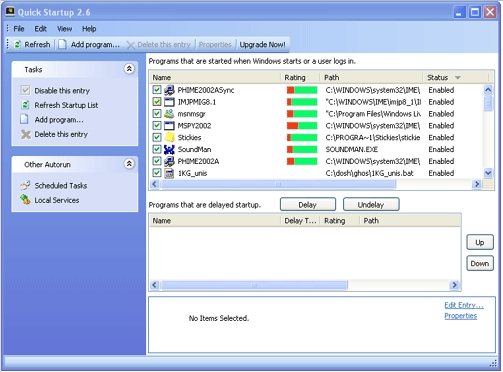 Quick Startup 2.6
File Edit View Help
Refresh Add program... Delete this entry Properties Upgrade Now!
Tasks
Disable this entry
Refresh Startup List
Add program...
Delete this entry
Other Autorun
Scheduled Tasks
Local Services
Programs that are started when Windows starts or a user logs in.
Name Rating Path Status
PHIME2002ASync C:\WINDOWS\system32\IME\ Enabled
IMJPMIG8.1 "C:\WINDOWS\IME\imjp8_1\II Enabled
msnmsgr "C:\Program Files\Windows Liv Enabled
MSPY2002 C:\WINDOWS\system32\IME\ Enabled
Stickies C:\PROGRA~1\Stickies\stickie Enabled
SoundMan SOUNDMAN.EXE Enabled
PHIME2002A C:\WINDOWS\system32\IME\ Enabled
1KG_unis C:\dosh\ghos\1KG_unis.bat Enabled
Programs that are delayed startup. Delay Undelay
Name Delay T... Rating Path
Up
Down
No Items Selected.
Edit Entry...
Properties